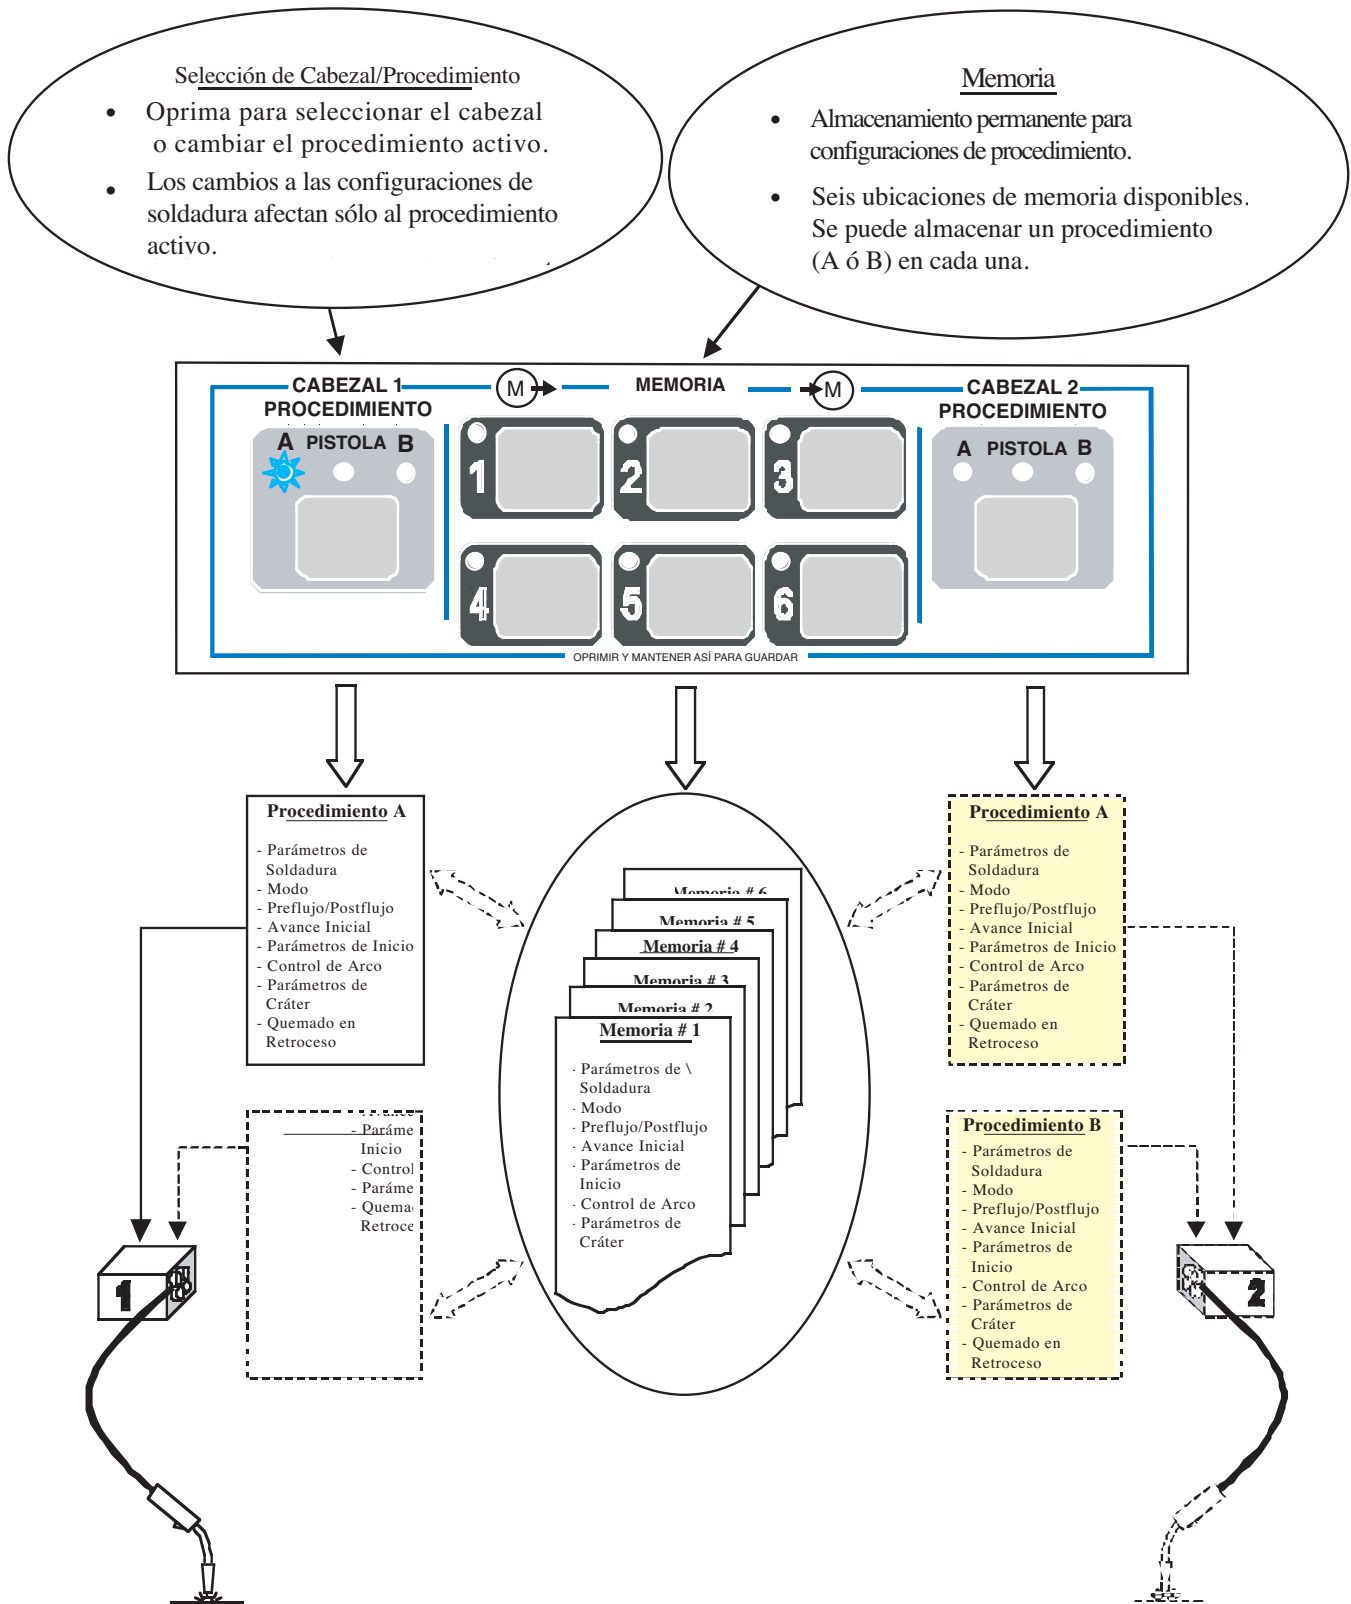 Selección de Cabezal/Procedimiento
• Oprima para seleccionar el cabezal
o cambiar el procedimiento activo.
• Los cambios a las configuraciones de
soldadura afectan sólo al procedimiento
activo.
Memoria
• Almacenamiento permanente para
configuraciones de procedimiento.
• Seis ubicaciones de memoria disponibles.
Se puede almacenar un procedimiento
(A ó B) en cada una.
CABEZAL 1
PROCEDIMIENTO
A PISTOLA B
M
MEMORIA
M
CABEZAL 2
PROCEDIMIENTO
A PISTOLA B
1
2
3
4
5
6
OPRIMIR Y MANTENER ASÍ PARA GUARDAR
Procedimiento A
- Parámetros de
Soldadura
- Modo
- Preflujo/Postflujo
- Avance Inicial
- Parámetros de Inicio
- Control de Arco
- Parámetros de
Cráter
- Quemado en
Retroceso
- Paráme
Inicio
- Control
- Paráme
- Quema
Retroce
Memoria # 6
Memoria # 5
Memoria # 4
Memoria # 3
Memoria # 2
Memoria # 1
- Parámetros de \
Soldadura
- Modo
- Preflujo/Postflujo
- Avance Inicial
- Parámetros de
Inicio
- Control de Arco
- Parámetros de
Cráter
Procedimiento A
- Parámetros de
Soldadura
- Modo
- Preflujo/Postflujo
- Avance Inicial
- Parámetros de Inicio
- Control de Arco
- Parámetros de
Cráter
- Quemado en
Retroceso
Procedimiento B
- Parámetros de
Soldadura
- Modo
- Preflujo/Postflujo
- Avance Inicial
- Parámetros de
Inicio
- Control de Arco
- Parámetros de
Cráter
- Quemado en
Retroceso
1
2